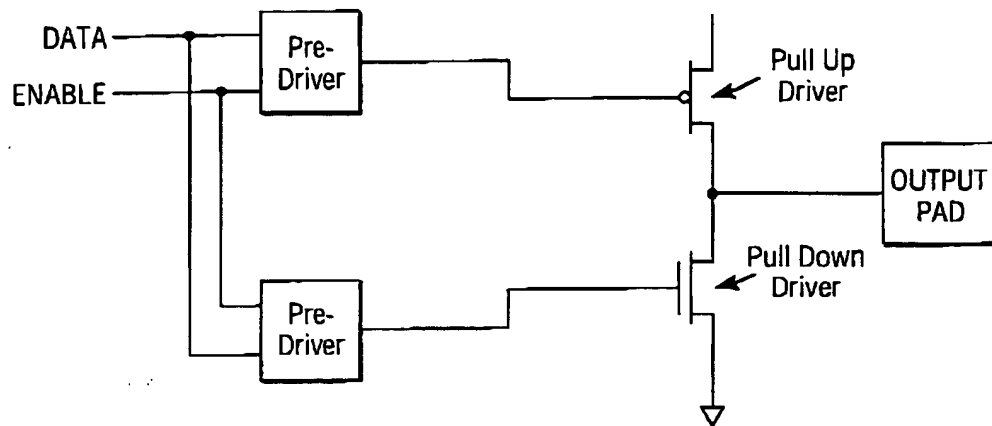 DATA
ENABLE
Pre-
Driver
Pull Up
Driver
OUTPUT
PAD
Pull Down
Driver
Pre-
Driver